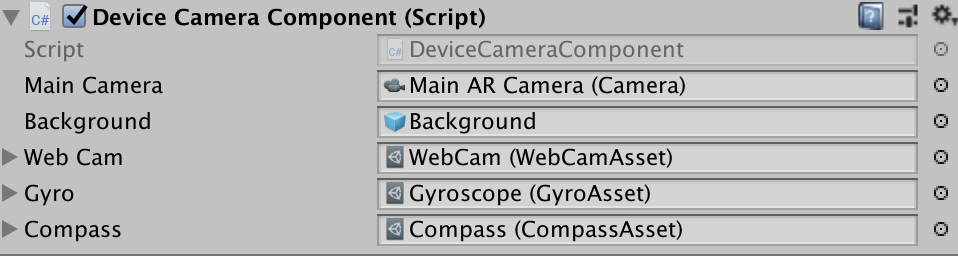 Device Camera Component (Script)
Script DeviceCameraComponent
Main Camera Main AR Camera (Camera)
Background Background
Web Cam WebCam (WebCamAsset)
Gyro Gyroscope (GyroAsset)
Compass Compass (CompassAsset)